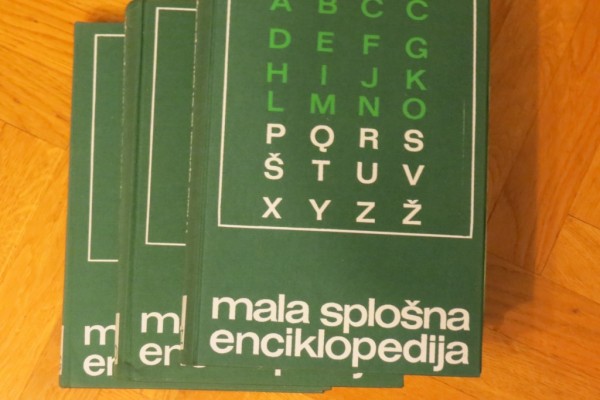 A B C Č
D E F G
H I J K
L M N O
P Q R S
Š T U V
X Y Z Ž
mala splošna
enciklopedija